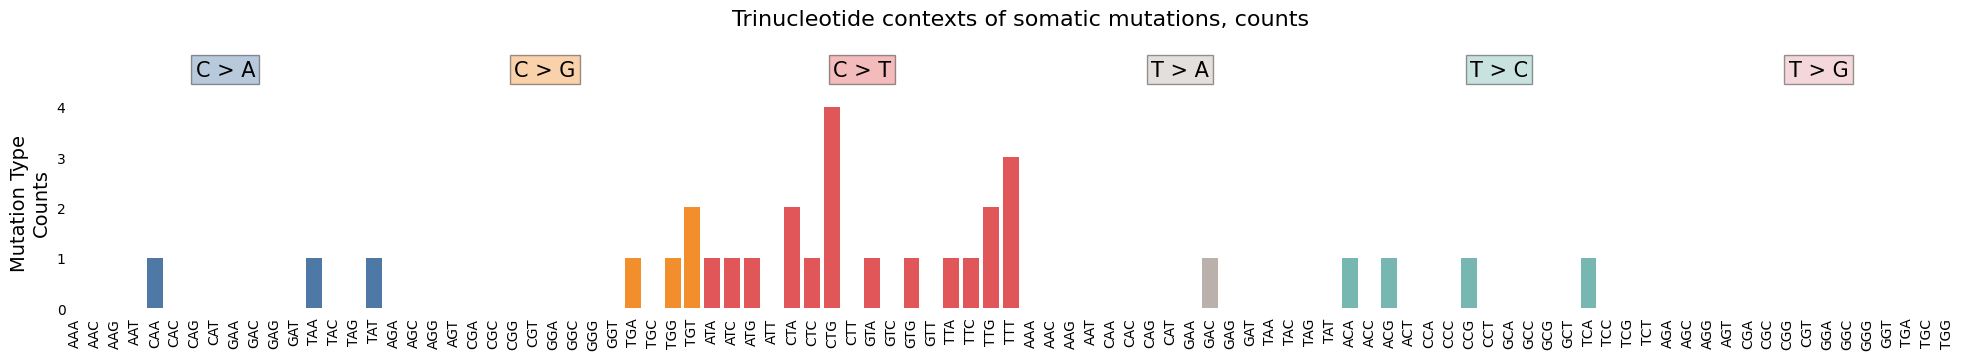 Trinucleotide contexts of somatic mutations, counts
C > A C > G C > T T > A T > C T > G
Mutation Type
Counts
4
3
2
1
0
AAA AAC AAG AAT CAA CAC CAG CAT GAA GAC GAG GAT TAA TAC TAG TAT AGA AGC AGG AGT CGA CGC CGG CGT GGA GGC GGG GGT TGA TGC TGG TGT ATA ATC ATG ATT CTA CTC CTG CTT GTA GTC GTG GTT TTA TTC TTG TTT AAA AAC AAG AAT CAA CAC CAG CAT GAA GAC GAG GAT TAA TAC TAG TAT ACA ACC ACG ACT CCA CCC CCG CCT GCA GCC GCG GCT TCA TCC TCG TCT AGA AGC AGG AGT CGA CGC CGG CGT GGA GGC GGG GGT TGA TGC TGG